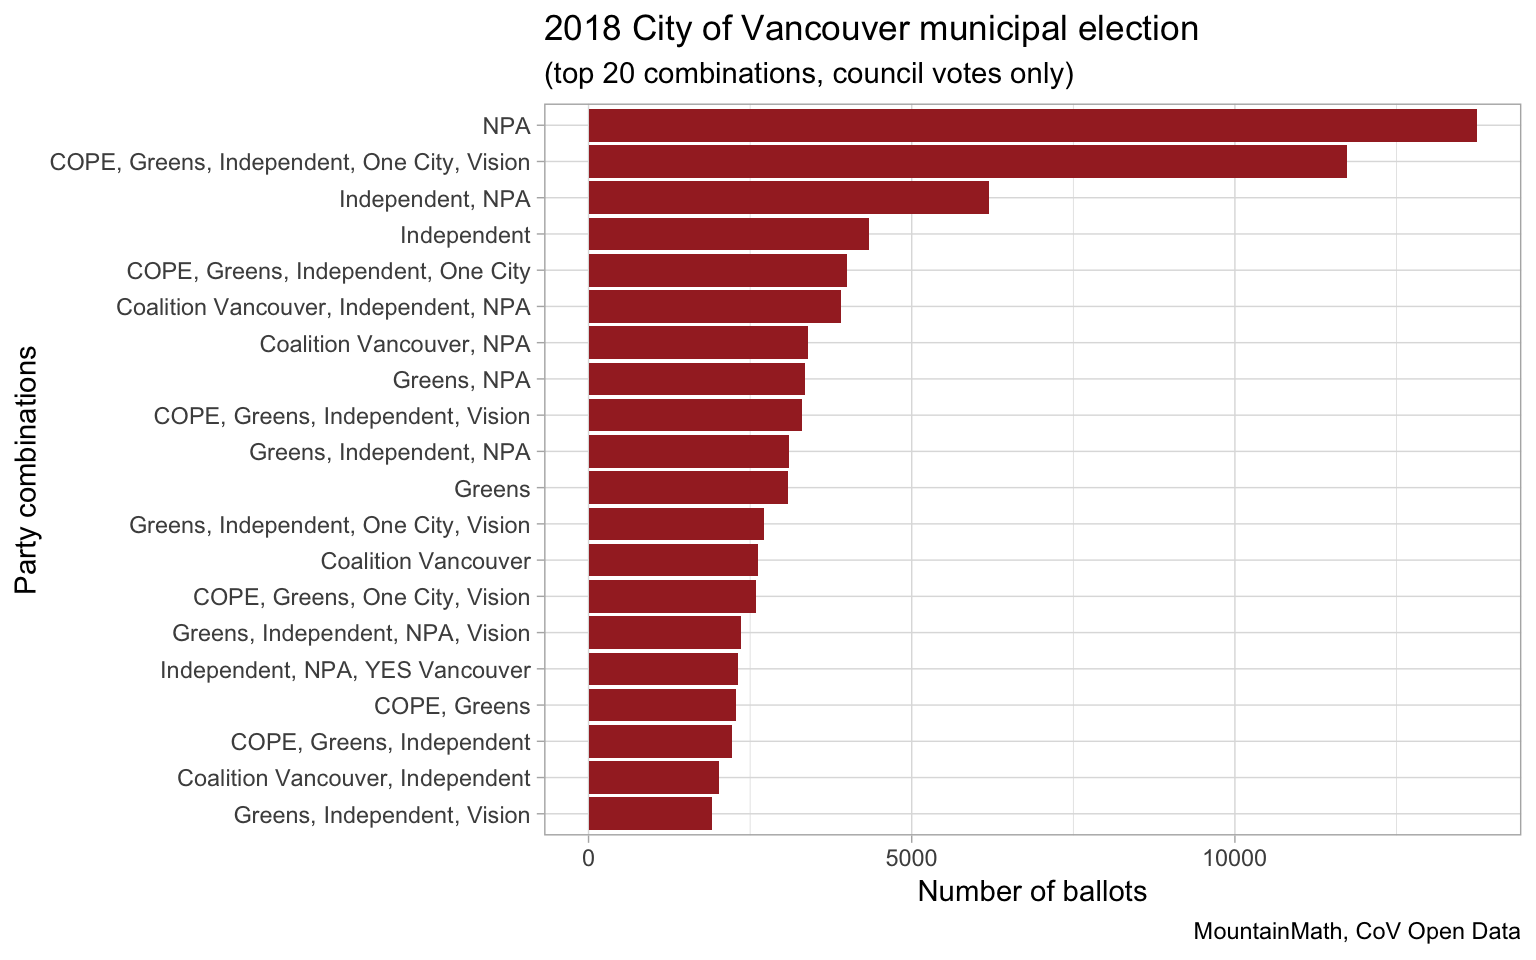 2018 City of Vancouver municipal election
(top 20 combinations, council votes only)
Party combinations
NPA
COPE, Greens, Independent, One City, Vision
Independent, NPA
Independent
COPE, Greens, Independent, One City
Coalition Vancouver, Independent, NPA
Coalition Vancouver, NPA
Greens, NPA
COPE, Greens, Independent, Vision
Greens, Independent, NPA
Greens
Greens, Independent, One City, Vision
Coalition Vancouver
COPE, Greens, One City, Vision
Greens, Independent, NPA, Vision
Independent, NPA, YES Vancouver
COPE, Greens
COPE, Greens, Independent
Coalition Vancouver, Independent
Greens, Independent, Vision
0 5000 10000
Number of ballots
MountainMath, CoV Open Data